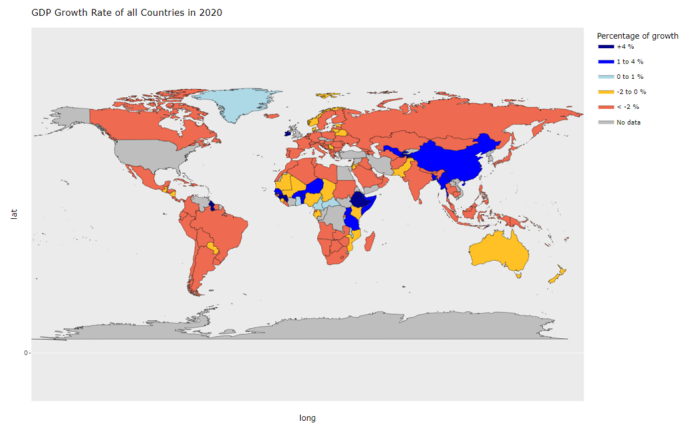 GDP Growth Rate of all Countries in 2020
Percentage of growth
+4 %
1 to 4 %
0 to 1 %
-2 to 0 %
< -2 %
No data
lat
0-
long